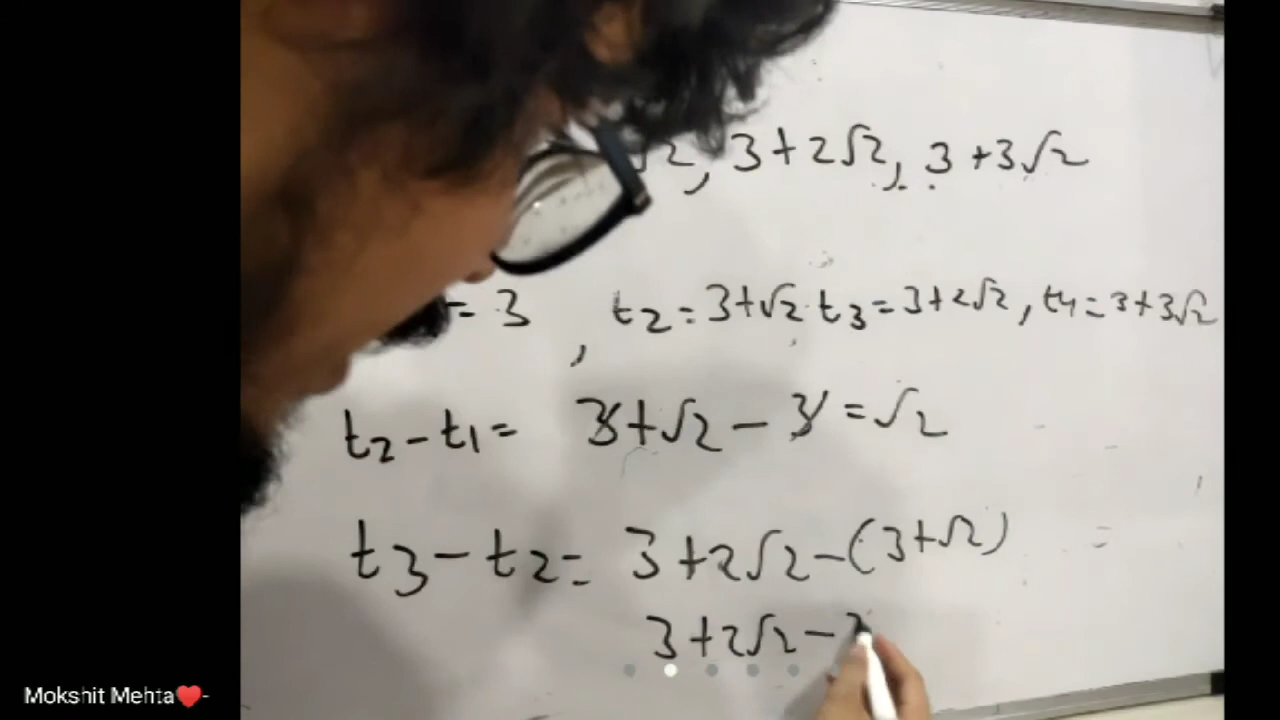 √2, 3+2√2, 3+3√2
= 3, t2=3+√2 t3=3+2√2, t4=3+3√2
t2-t1= 3+√2-3=√2
t3-t2= 3+2√2-(3+√2) =
3+2√2-
Mokshit Mehta❤-